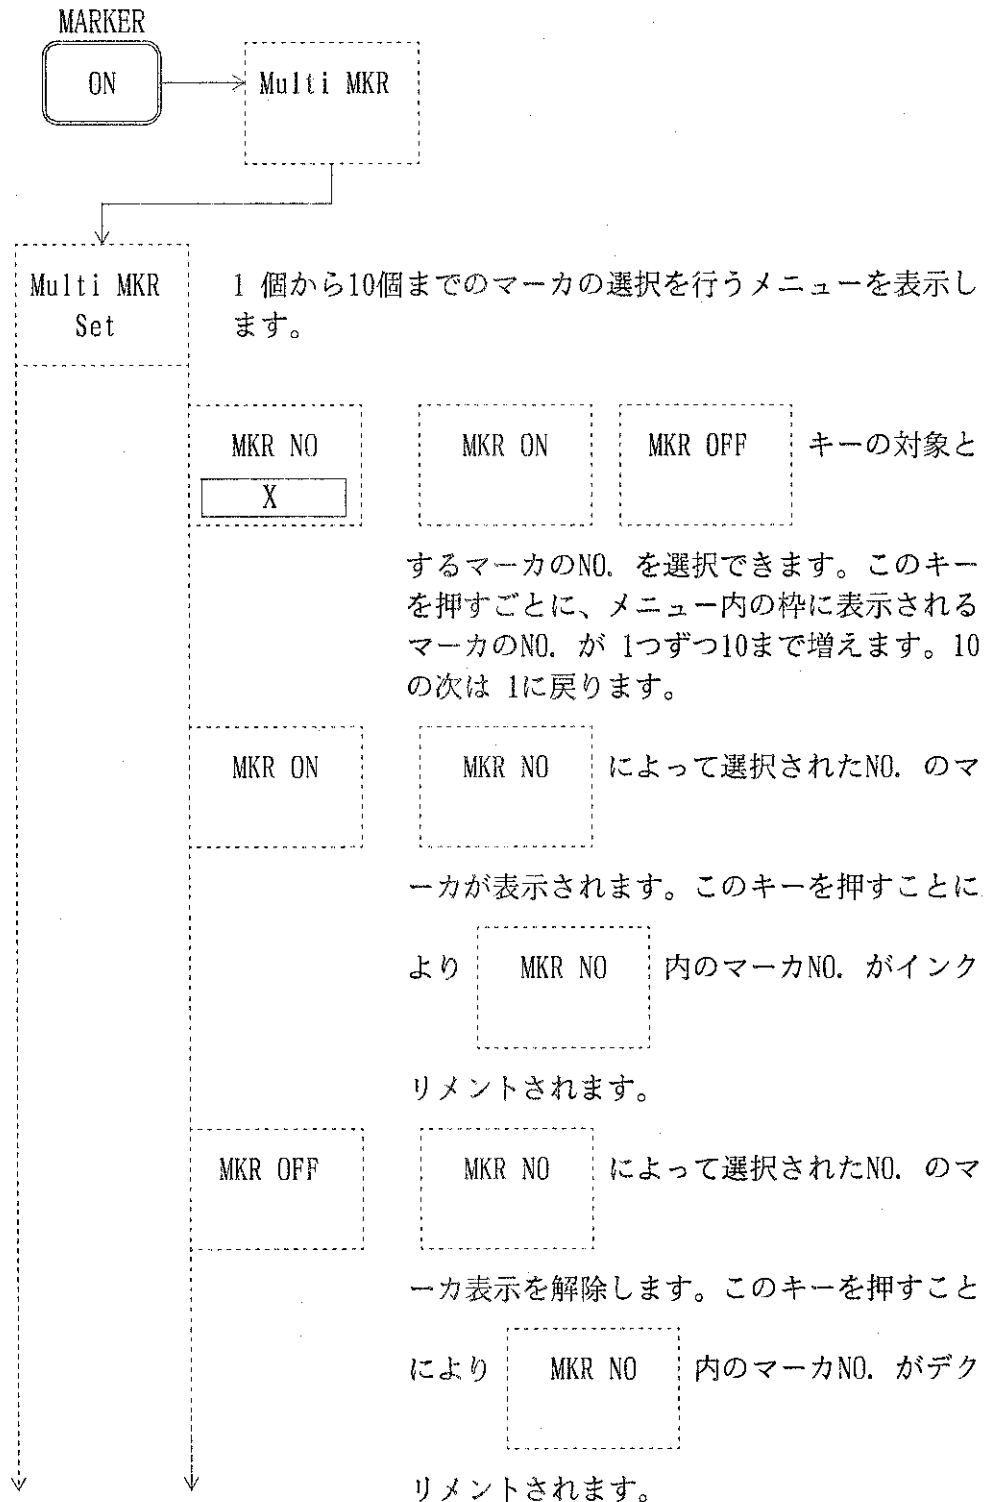 MARKER
ON
Multi MKR
Multi MKR
Set
1 個から10個までのマーカの選択を行うメニューを表示し
ます。
MKR NO
X
MKR ON
MKR OFF
キーの対象と
するマーカのNO. を選択できます。このキー
を押すごとに、メニュー内の枠に表示される
マーカのNO. が 1つずつ10まで増えます。10
の次は 1に戻ります。
MKR ON
MKR NO
によって選択されたNO. のマ
ーカが表示されます。このキーを押すことに
より
MKR NO
内のマーカNO. がインク
リメントされます。
MKR OFF
MKR NO
によって選択されたNO. のマ
ーカ表示を解除します。このキーを押すこと
により
MKR NO
内のマーカNO. がデク
リメントされます。